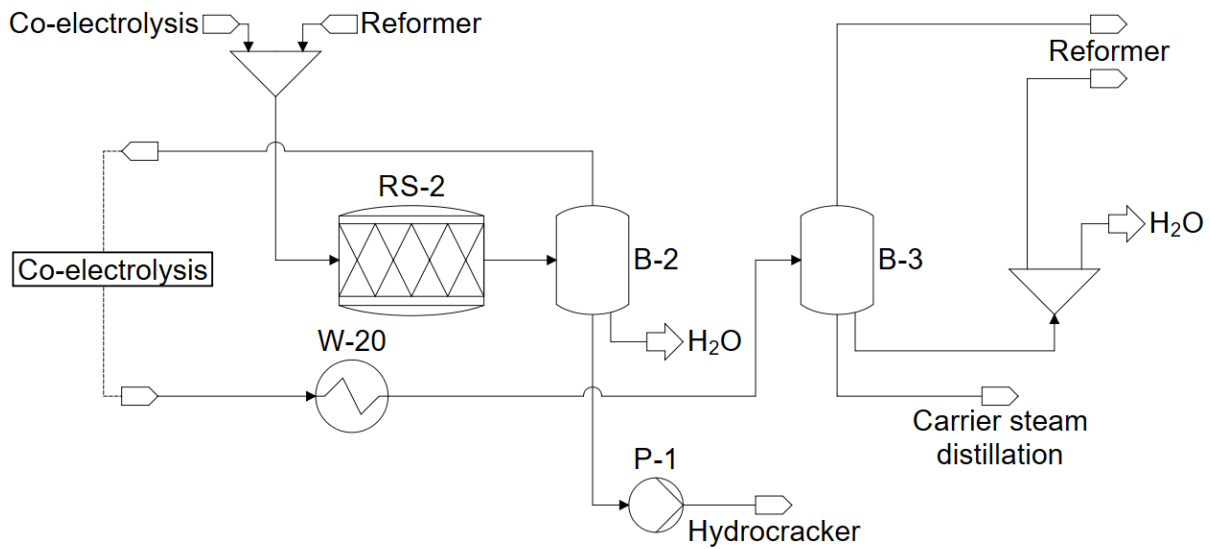 Co-electrolysis
Reformer
Reformer
RS-2
B-2
B-3
H₂O
Co-electrolysis
H₂O
W-20
Carrier steam
distillation
P-1
Hydrocracker